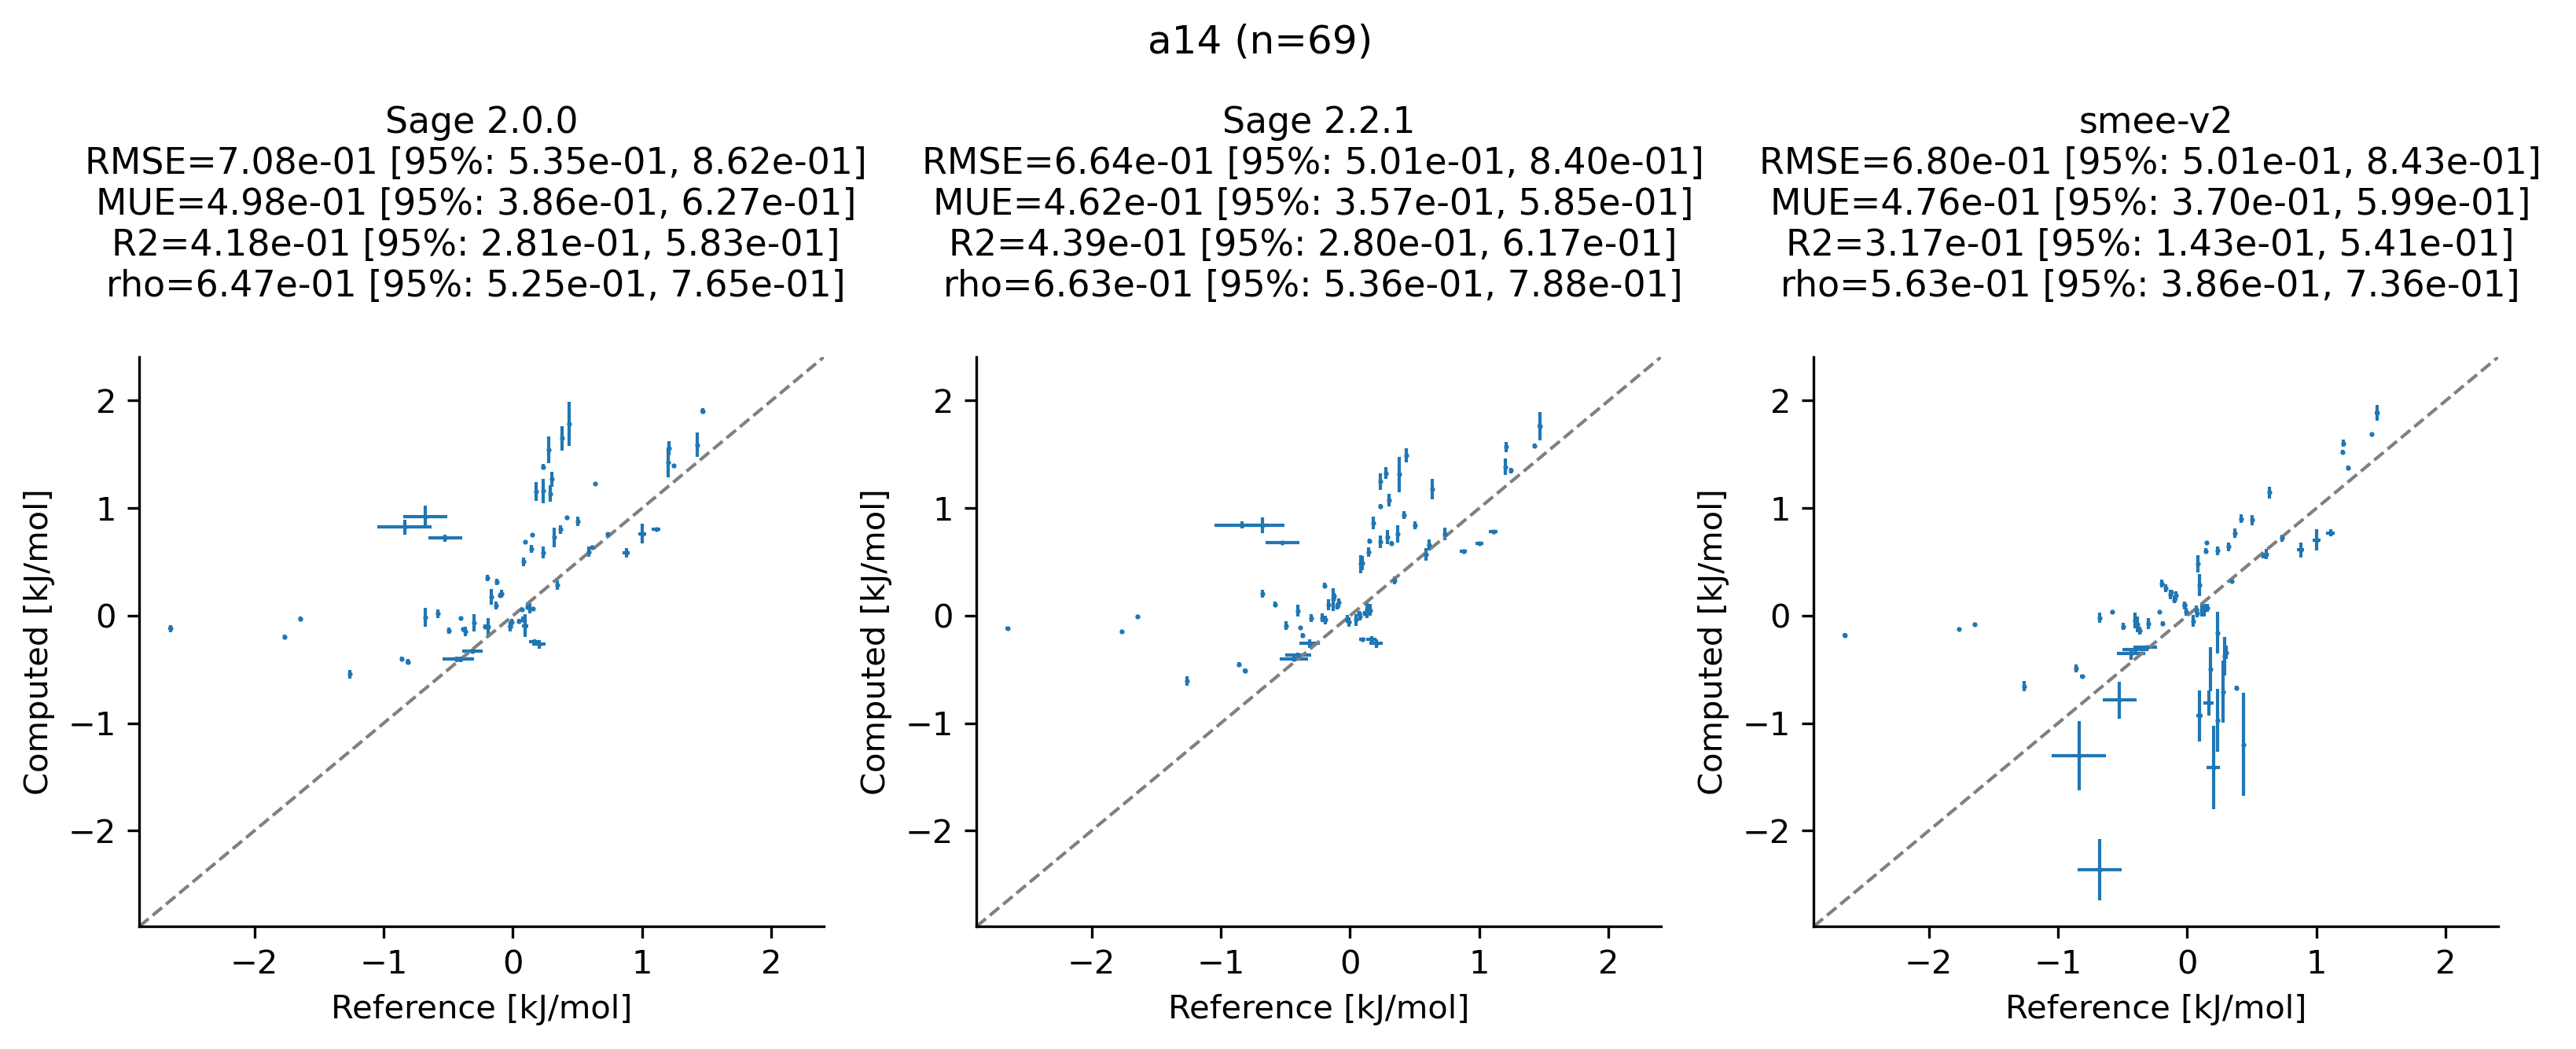 a14 (n=69)
Sage 2.0.0
RMSE=7.08e-01 [95%: 5.35e-01, 8.62e-01]
MUE=4.98e-01 [95%: 3.86e-01, 6.27e-01]
R2=4.18e-01 [95%: 2.81e-01, 5.83e-01]
rho=6.47e-01 [95%: 5.25e-01, 7.65e-01]
2
1
0
−1
−2
Computed [kJ/mol]
−2 −1 0 1 2
Reference [kJ/mol]
Sage 2.2.1
RMSE=6.64e-01 [95%: 5.01e-01, 8.40e-01]
MUE=4.62e-01 [95%: 3.57e-01, 5.85e-01]
R2=4.39e-01 [95%: 2.80e-01, 6.17e-01]
rho=6.63e-01 [95%: 5.36e-01, 7.88e-01]
2
1
0
−1
−2
Computed [kJ/mol]
−2 −1 0 1 2
Reference [kJ/mol]
smee-v2
RMSE=6.80e-01 [95%: 5.01e-01, 8.43e-01]
MUE=4.76e-01 [95%: 3.70e-01, 5.99e-01]
R2=3.17e-01 [95%: 1.43e-01, 5.41e-01]
rho=5.63e-01 [95%: 3.86e-01, 7.36e-01]
2
1
0
−1
−2
Computed [kJ/mol]
−2 −1 0 1 2
Reference [kJ/mol]